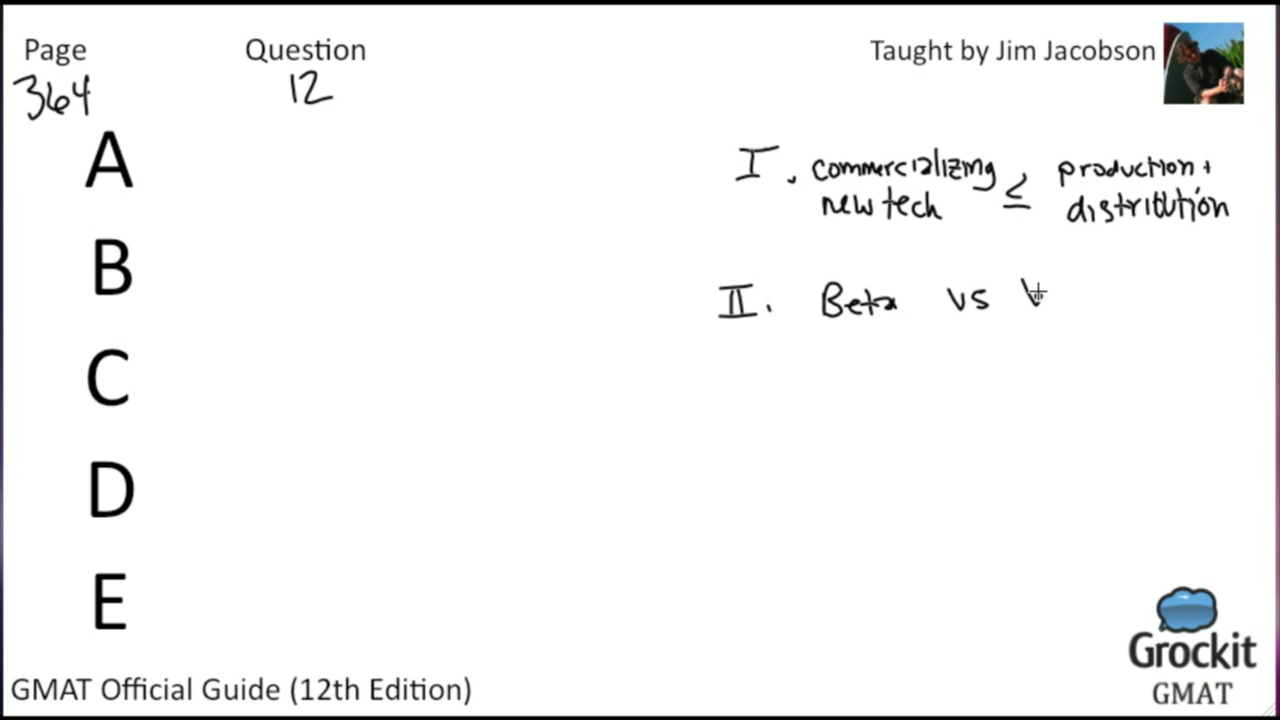 Page Question Taught by Jim Jacobson
364 12
A
B
C
D
E
I. commercializing ≤ production +
new tech distribution
II. Beta vs V
GMAT Official Guide (12th Edition)
Grockit
GMAT